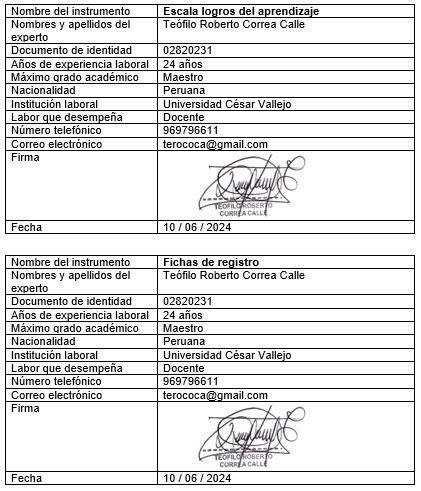 Nombre del instrumento Escala logros del aprendizaje
Nombres y apellidos del Teófilo Roberto Correa Calle
experto
Documento de identidad 02820231
Años de experiencia laboral 24 años
Máximo grado académico Maestro
Nacionalidad Peruana
Institución laboral Universidad César Vallejo
Labor que desempeña Docente
Número telefónico 969796611
Correo electrónico terococa@gmail.com
Firma
TEOFILO ROBERTO
CORREA CALLE
Fecha 10 / 06 / 2024
Nombre del instrumento Fichas de registro
Nombres y apellidos del Teófilo Roberto Correa Calle
experto
Documento de identidad 02820231
Años de experiencia laboral 24 años
Máximo grado académico Maestro
Nacionalidad Peruana
Institución laboral Universidad César Vallejo
Labor que desempeña Docente
Número telefónico 969796611
Correo electrónico terococa@gmail.com
Firma
TEOFILO ROBERTO
CORREA CALLE
Fecha 10 / 06 / 2024